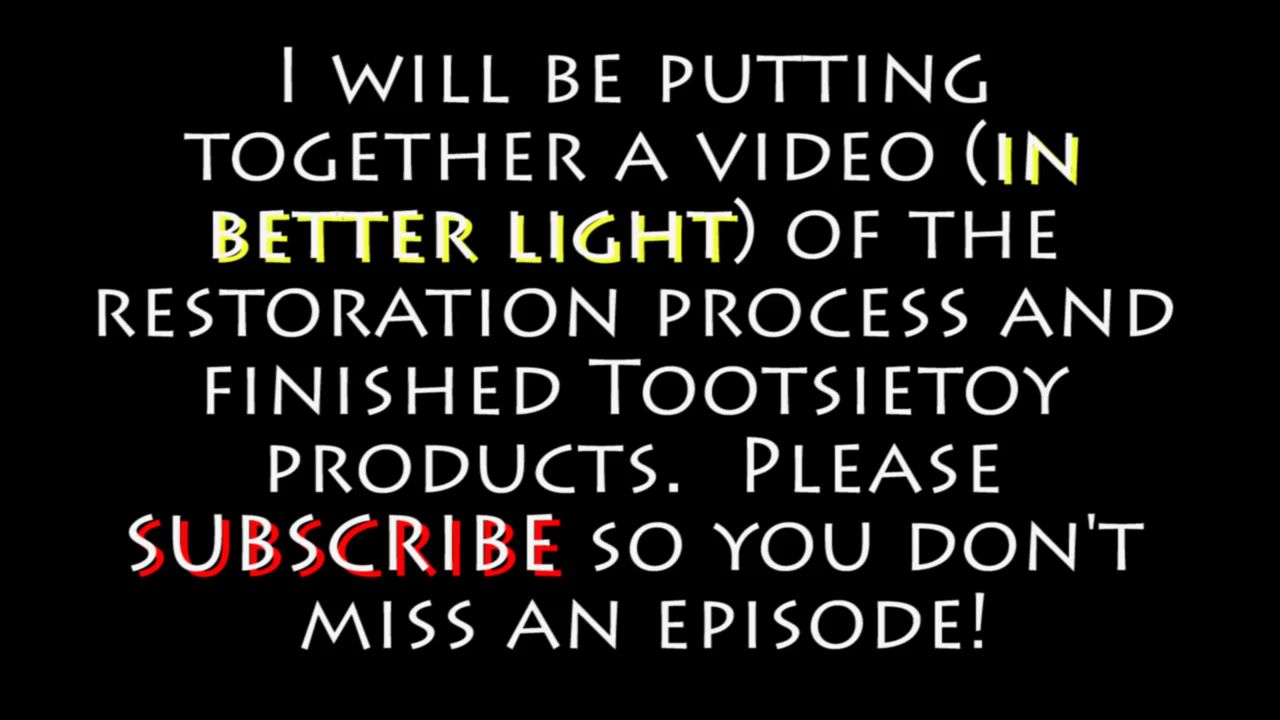 I WILL BE PUTTING
TOGETHER A VIDEO (IN
BETTER LIGHT) OF THE
RESTORATION PROCESS AND
FINISHED TOOTSIETOY
PRODUCTS. PLEASE
SUBSCRIBE SO YOU DON'T
MISS AN EPISODE!